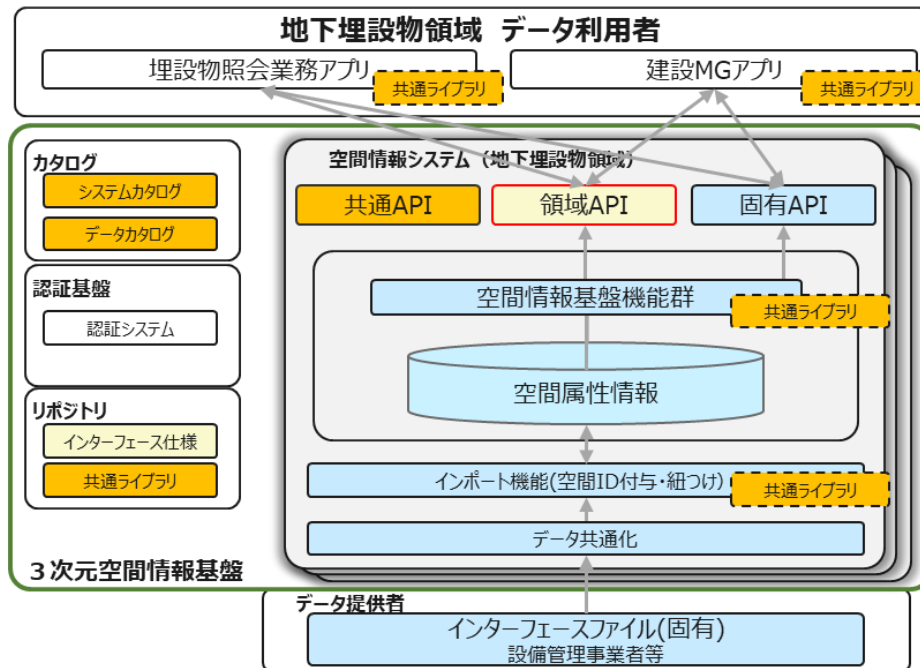 地下埋設物領域 データ利用者
埋設物照会業務アプリ
共通ライブラリ
建設MGアプリ
共通ライブラリ
カタログ
システムカタログ
データカタログ
認証基盤
認証システム
リポジトリ
インターフェース仕様
共通ライブラリ
空間情報システム（地下埋設物領域）
共通API
領域API
固有API
空間情報基盤機能群
共通ライブラリ
空間属性情報
インポート機能(空間ID付与・紐つけ)
共通ライブラリ
データ共通化
３次元空間情報基盤
データ提供者
インターフェースファイル(固有)
設備管理事業者等